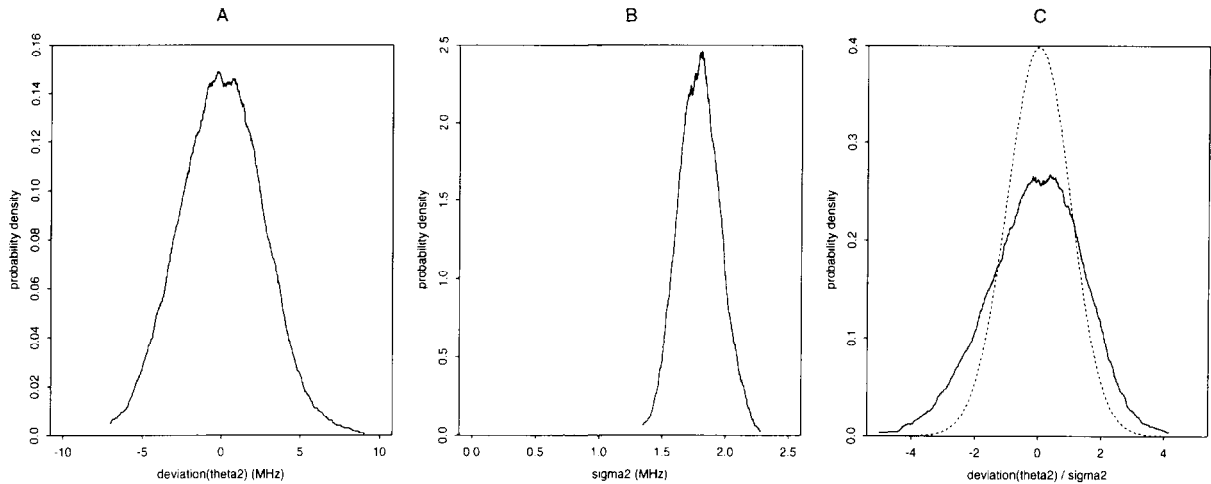 A
probability density
0.0 0.02 0.04 0.06 0.08 0.10 0.12 0.14 0.16
-10 -5 0 5 10
deviation(theta2) (MHz)
B
probability density
0.0 0.5 1.0 1.5 2.0 2.5
0.0 0.5 1.0 1.5 2.0 2.5
sigma2 (MHz)
C
probability density
0.0 0.1 0.2 0.3 0.4
-4 -2 0 2 4
deviation(theta2) / sigma2